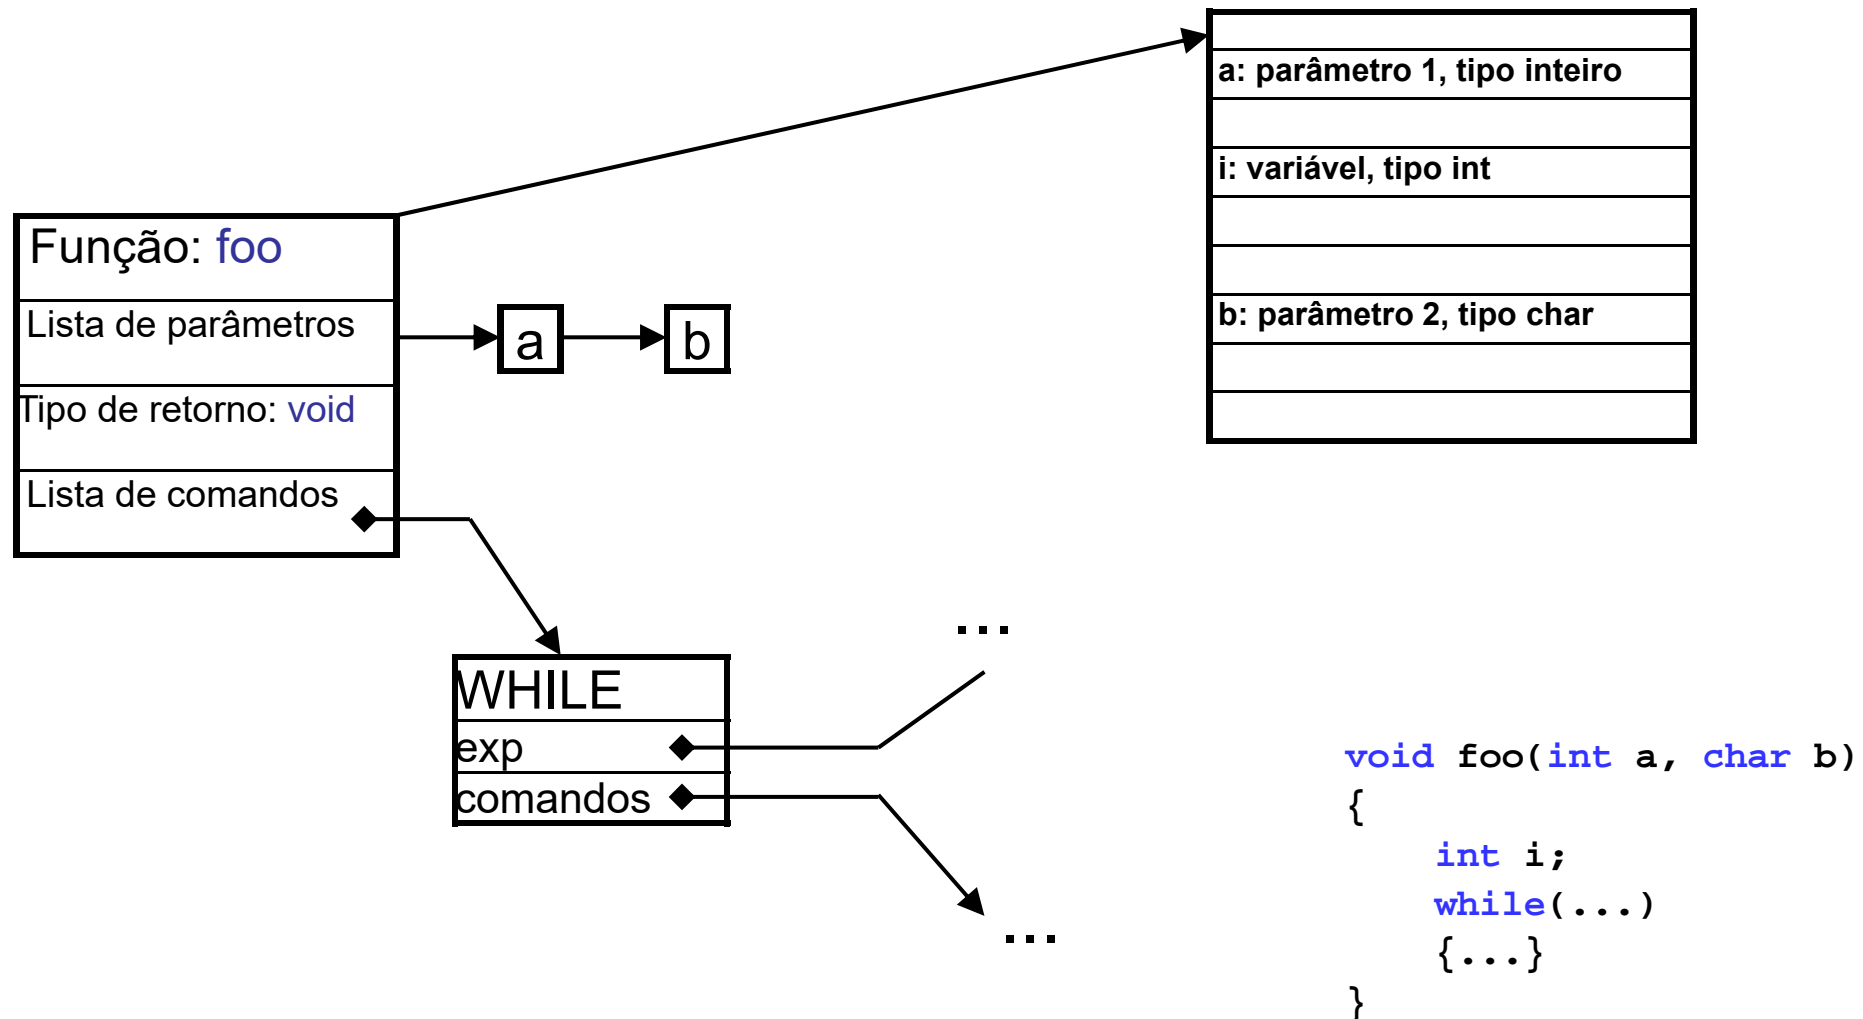 a: parâmetro 1, tipo inteiro
i: variável, tipo int
b: parâmetro 2, tipo char
Função: foo
Lista de parâmetros
a
b
Tipo de retorno: void
Lista de comandos
...
WHILE
exp
comandos
...
void foo(int a, char b)
{
int i;
while(...)
{...}
}